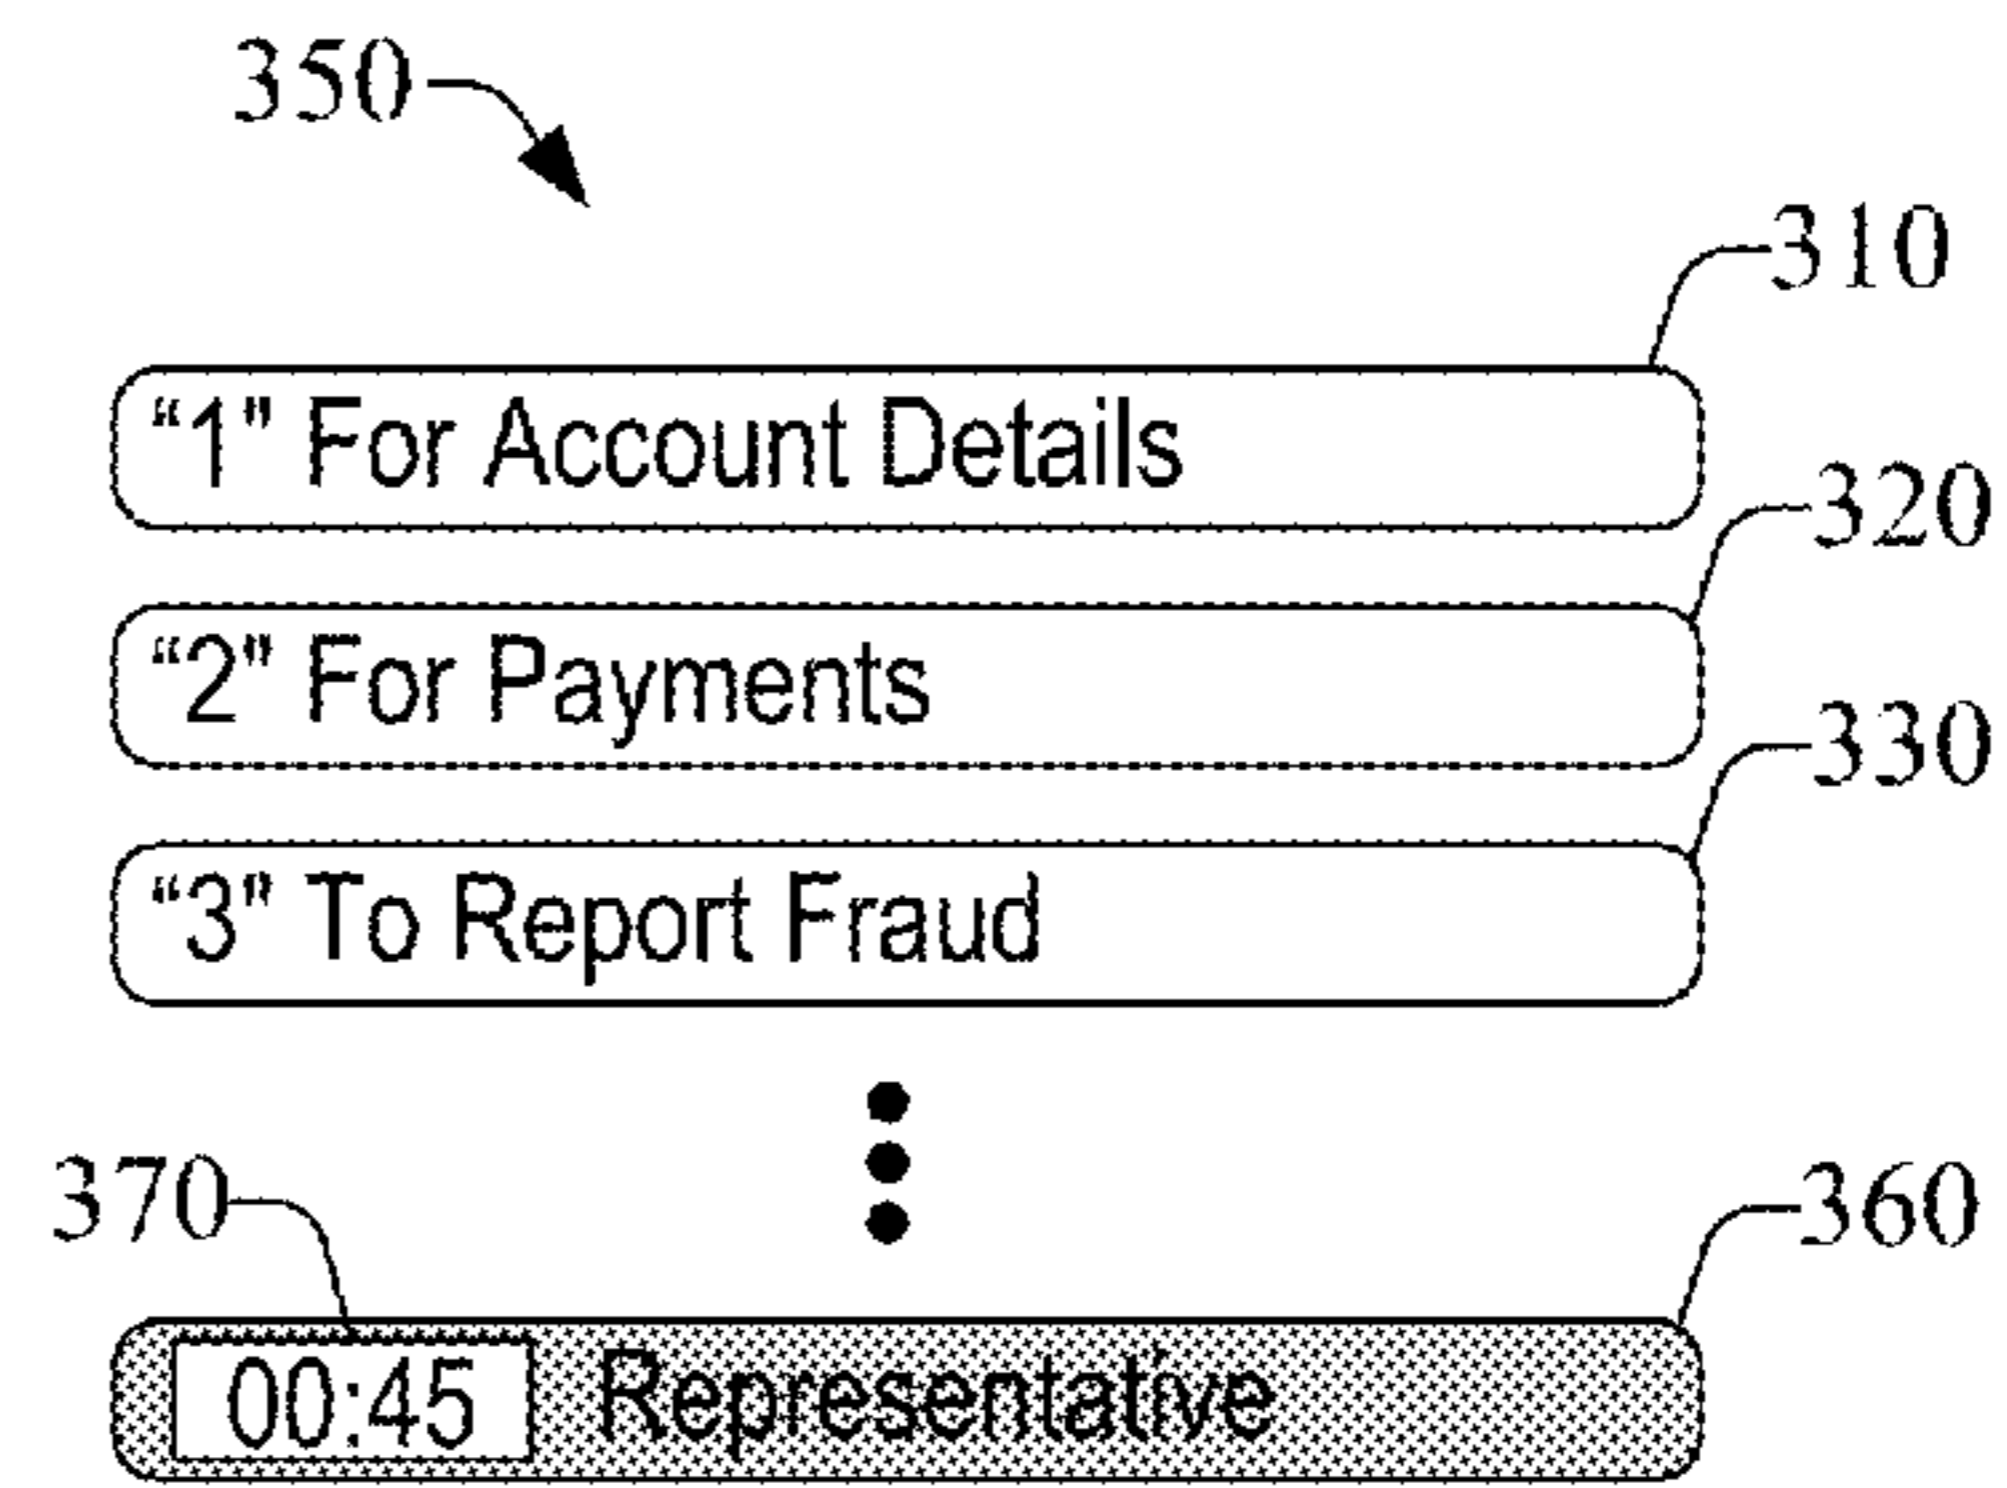 350
310
“1” For Account Details
320
“2” For Payments
330
“3” To Report Fraud
370
360
00:45 Representative